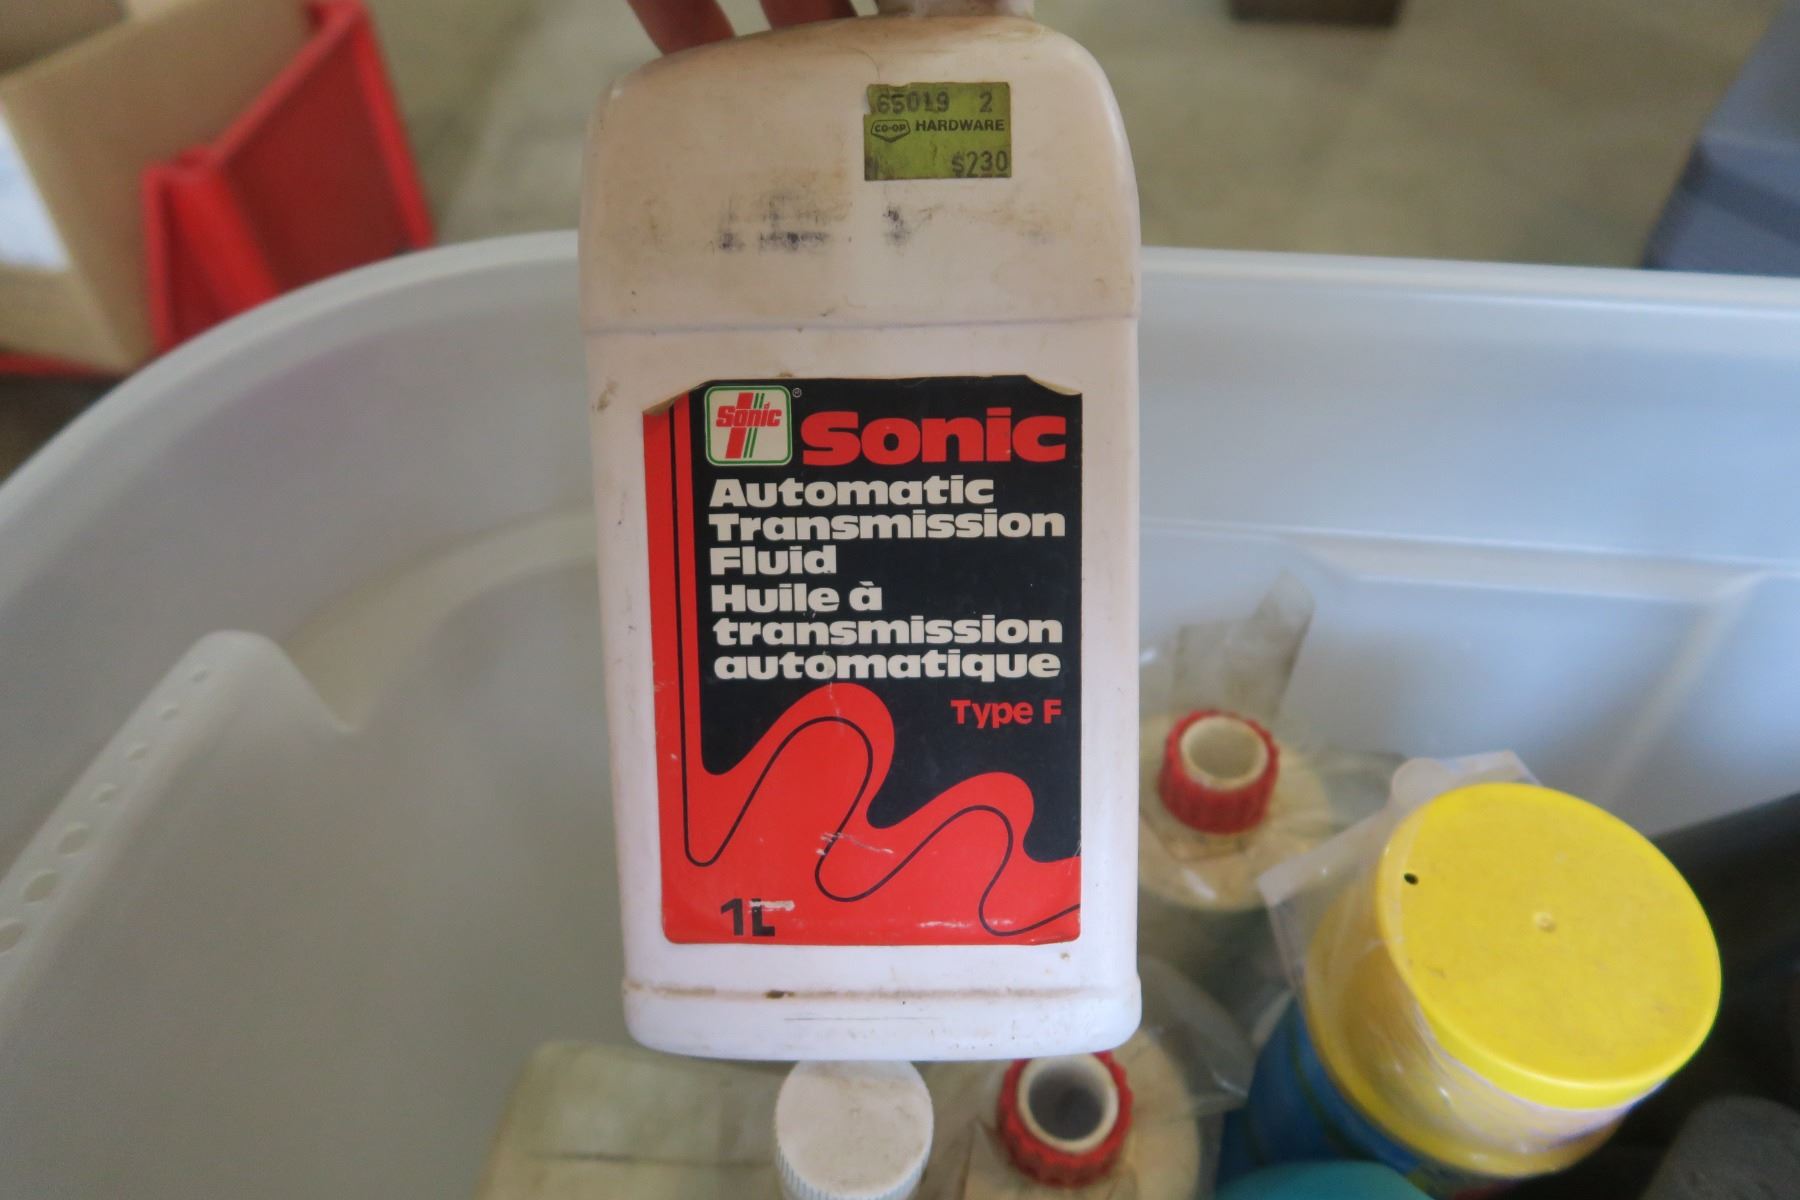 65019 2
CO-OP HARDWARE
$230
Sonic
® Sonic
Automatic
Transmission
Fluid
Huile à
transmission
automatique
Type F
1L